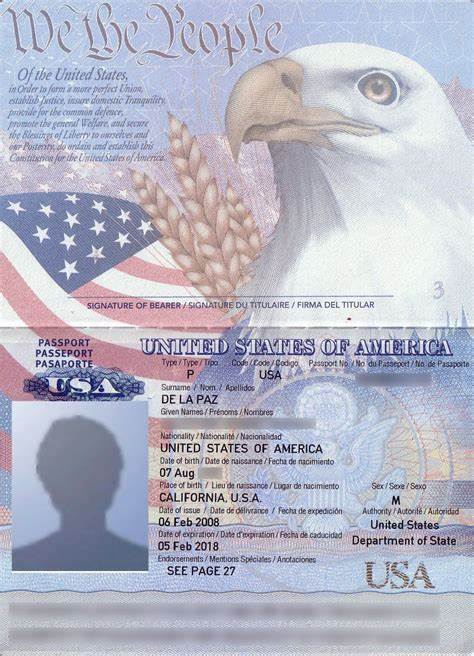 We the People
Of the United States,
in Order to form a more perfect Union,
establish Justice, insure domestic Tranquility,
provide for the common defence,
promote the general Welfare, and secure
the Blessings of Liberty to ourselves and
our Posterity, do ordain and establish this
Constitution for the United States of America.
SIGNATURE OF BEARER / SIGNATURE DU TITULAIRE / FIRMA DEL TITULAR
3
PASSPORT
PASSEPORT
PASAPORTE
USA
UNITED STATES OF AMERICA
Type / Type / Tipo Code / Code / Codigo Passport No / No du Passeport / No de Pasaporte
P USA
Surname / Nom / Apellidos
DE LA PAZ
Given Names / Prénoms / Nombres
Nationality / Nationalité / Nacionalidad
UNITED STATES OF AMERICA
Date of birth / Date de naissance / Fecha de nacimiento
07 Aug
Place of birth / Lieu de naissance / Lugar de nacimiento Sex / Sexe / Sexo
CALIFORNIA, U.S.A. M
Date of issue / Date de délivrance / Fecha de expedición Authority / Autorité / Autoridad
06 Feb 2008 United States
Date of expiration / Date d'expiration / Fecha de caducidad Department of State
05 Feb 2018
Endorsements / Mentions Spéciales / Anotaciones
SEE PAGE 27
USA